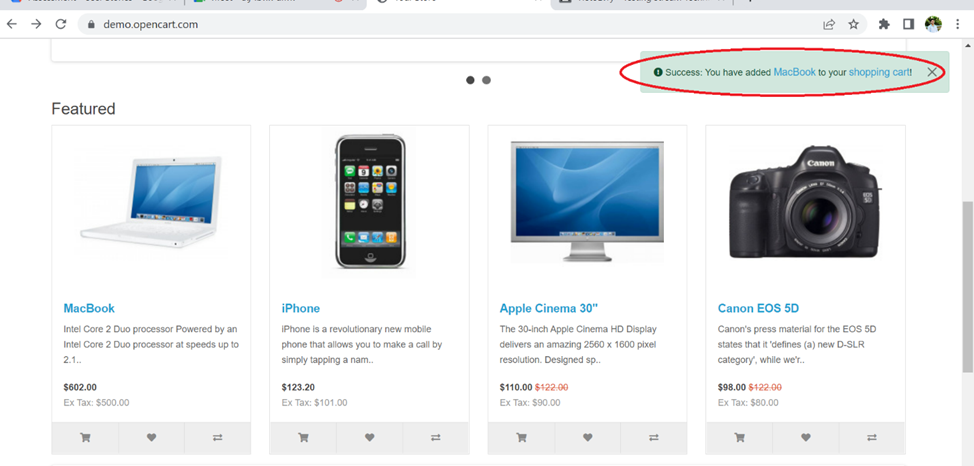 demo.opencart.com
Success: You have added MacBook to your shopping cart!
Featured
Canon
EOS
5D
MacBook
Intel Core 2 Duo processor Powered by an
Intel Core 2 Duo processor at speeds up to
2.1..
$602.00
Ex Tax: $500.00
iPhone
iPhone is a revolutionary new mobile
phone that allows you to make a call by
simply tapping a nam..
$123.20
Ex Tax: $101.00
Apple Cinema 30"
The 30-inch Apple Cinema HD Display
delivers an amazing 2560 x 1600 pixel
resolution. Designed sp..
$110.00 $122.00
Ex Tax: $90.00
Canon EOS 5D
Canon's press material for the EOS 5D
states that it 'defines (a) new D-SLR
category', while we'r..
$98.00 $122.00
Ex Tax: $80.00